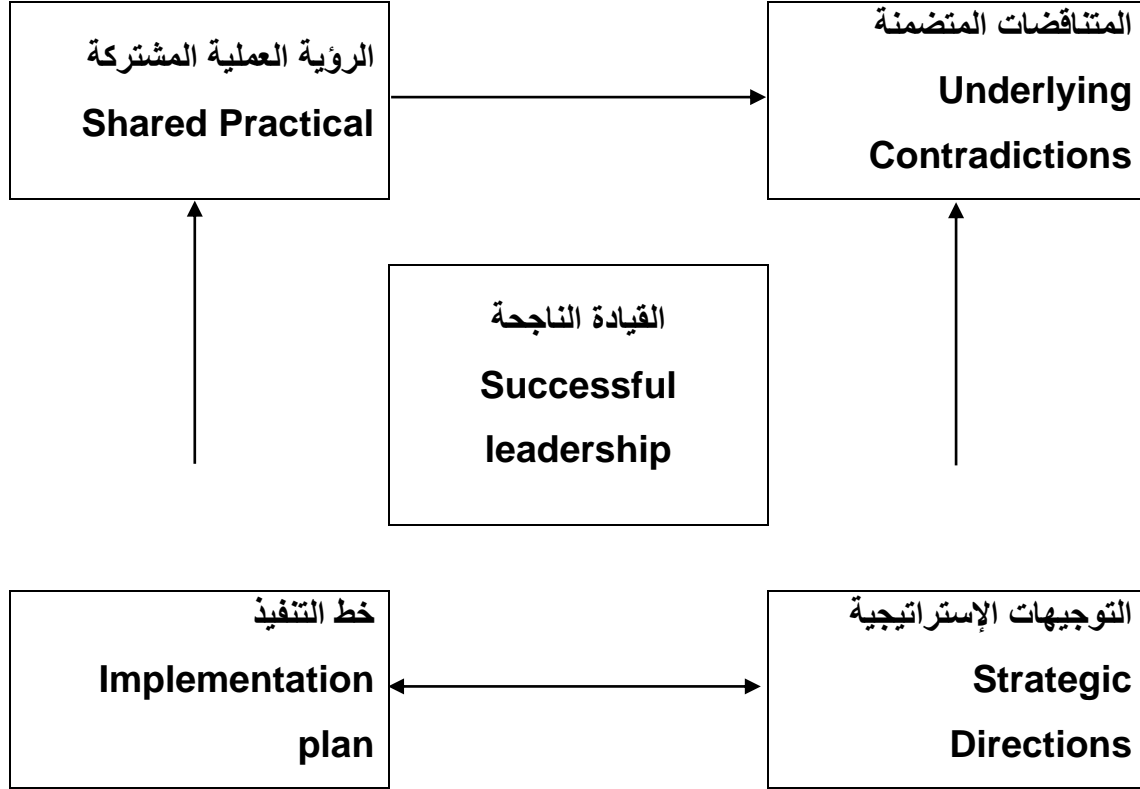 الرؤية العملية المشتركة
Shared Practical
المتناقضات المتضمنة
Underlying
Contradictions
القيادة الناجحة
Successful
leadership
خط التنفيذ
Implementation
plan
التوجيهات الإستراتيجية
Strategic
Directions